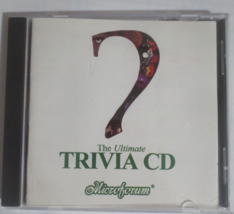 ?
The Ultimate
TRIVIA CD
Microforum®